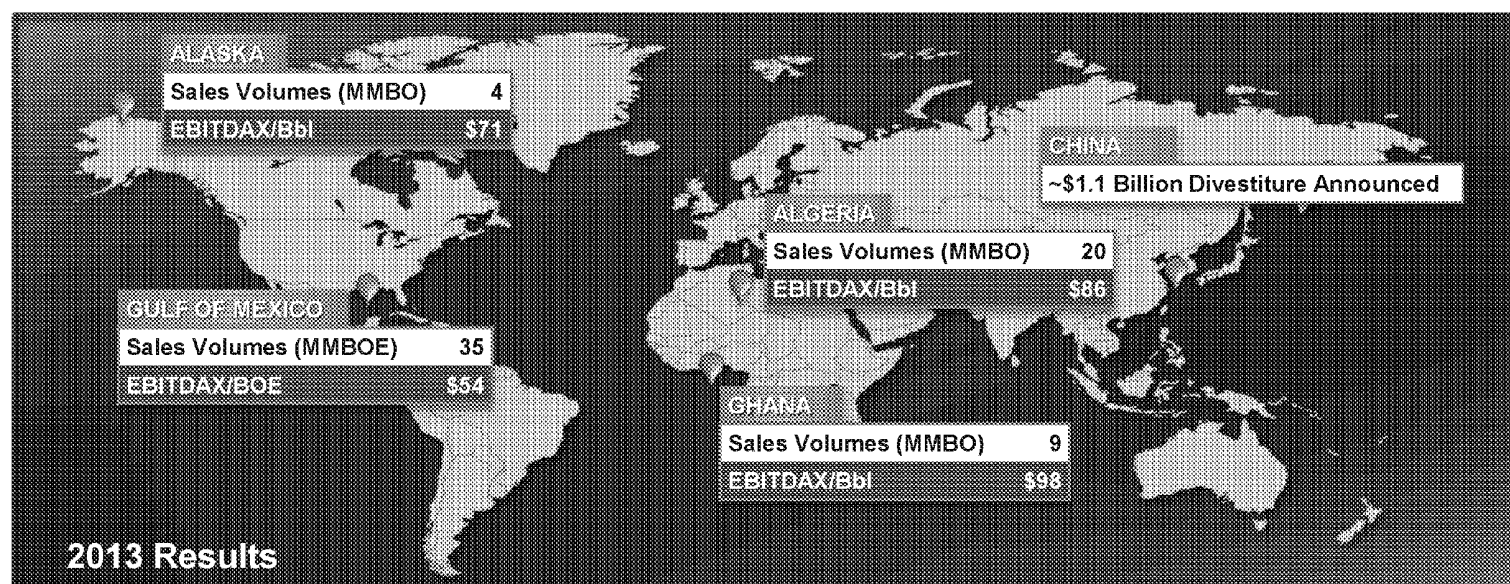 ALASKA
Sales Volumes (MMBO) 4
EBITDAX/Bbl $71
CHINA
~$1.1 Billion Divestiture Announced
ALGERIA
Sales Volumes (MMBO) 20
EBITDAX/Bbl $86
GULF OF MEXICO
Sales Volumes (MMBOE) 35
EBITDAX/BOE $54
GHANA
Sales Volumes (MMBO) 9
EBITDAX/Bbl $98
2013 Results